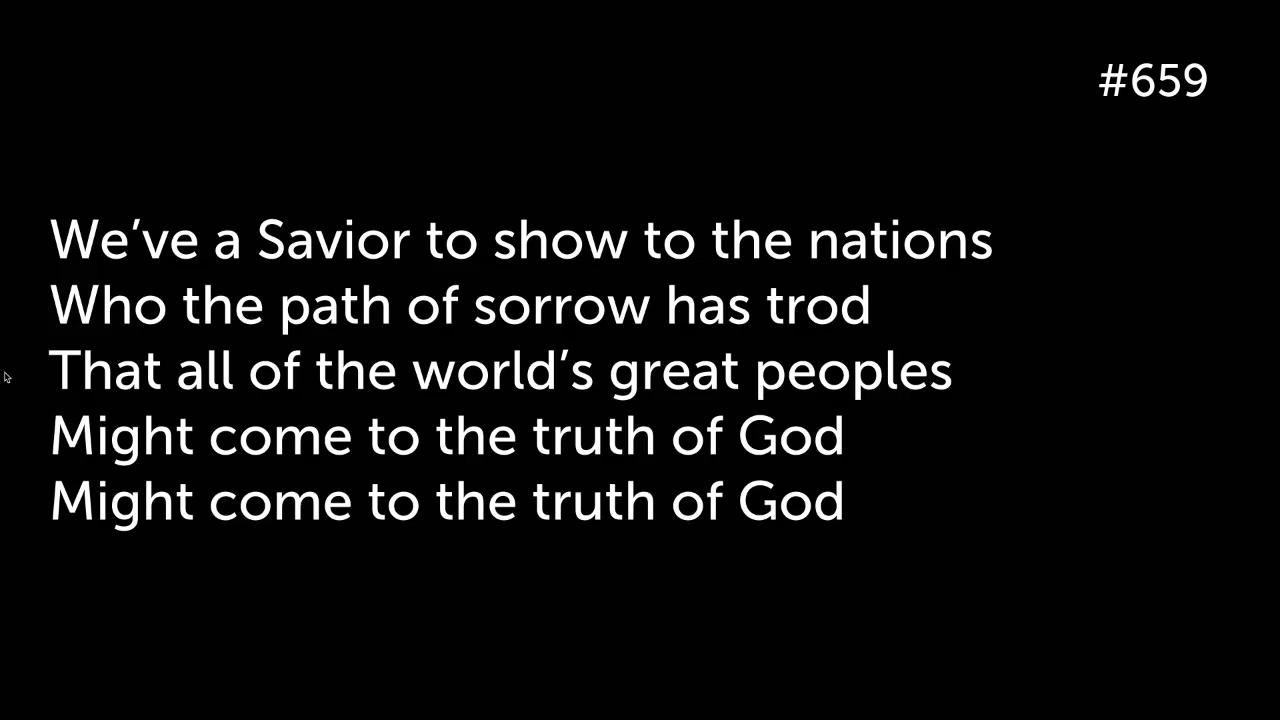 #659
We’ve a Savior to show to the nations
Who the path of sorrow has trod
That all of the world’s great peoples
Might come to the truth of God
Might come to the truth of God